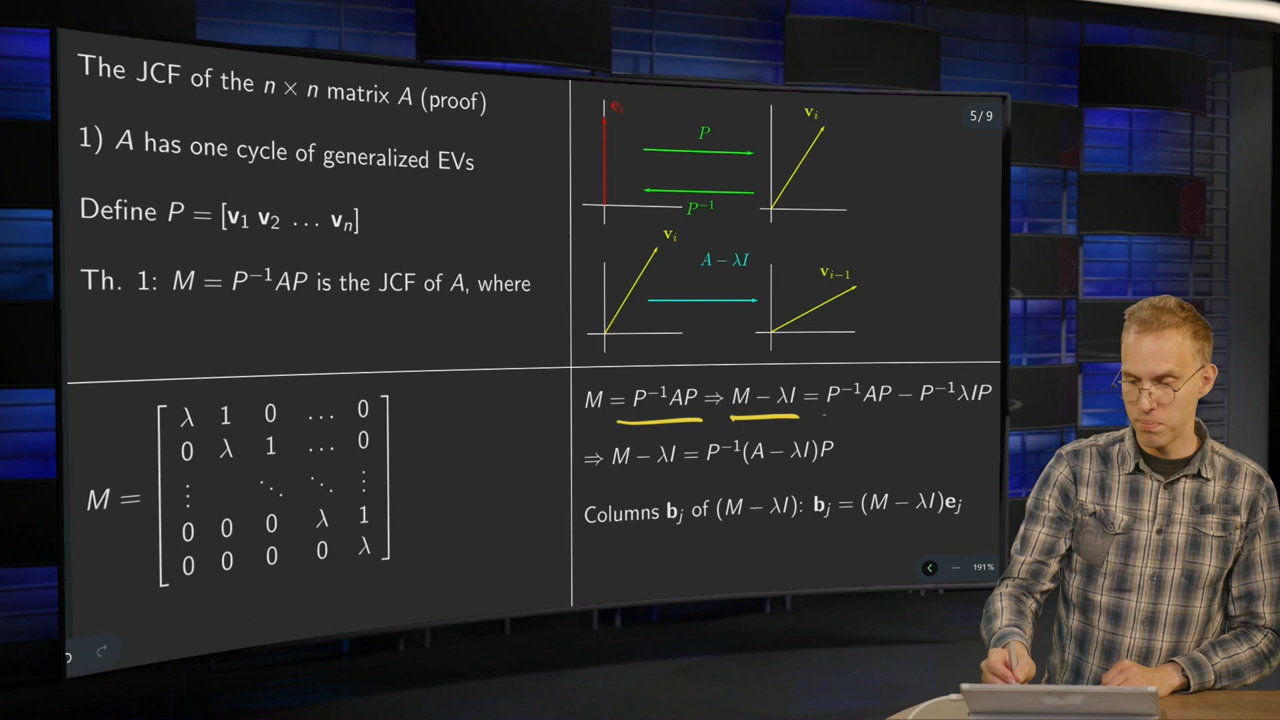 The JCF of the n × n matrix A (proof)
1) A has one cycle of generalized EVs
Define P = [v₁ v₂ … vₙ]
Th. 1: M = P⁻¹AP is the JCF of A, where
eᵢ
P
P⁻¹
vᵢ
5/9
vᵢ
A − λI
vᵢ₋₁
M =
λ 1 0 … 0
0 λ 1 … 0
⋮ ⋱ ⋱ ⋮
0 0 0 λ 1
0 0 0 0 λ
M = P⁻¹AP ⇒ M − λI = P⁻¹AP − P⁻¹λIP
⇒ M − λI = P⁻¹(A − λI)P
Columns bⱼ of (M − λI): bⱼ = (M − λI)eⱼ
191%